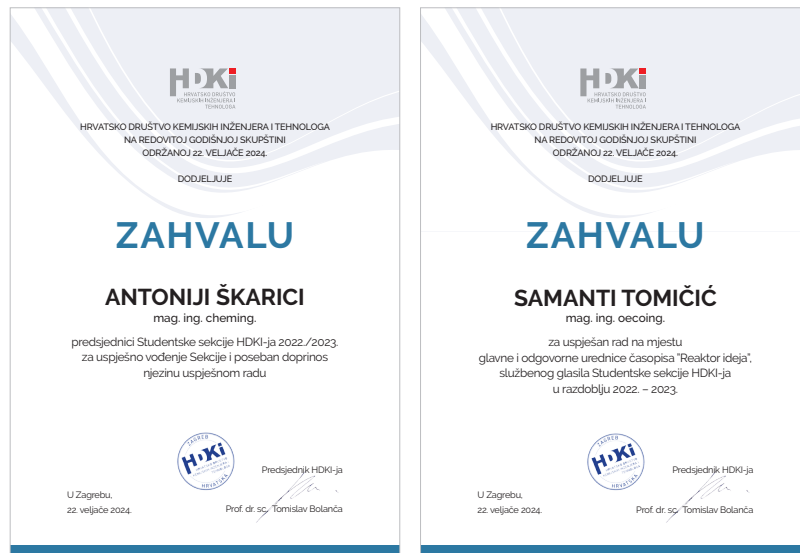 HDKi
HRVATSKO DRUŠTVO
KEMIJSKIH INŽENJERA I
TEHNOLOGA
HRVATSKO DRUŠTVO KEMIJSKIH INŽENJERA I TEHNOLOGA
NA REDOVITOJ GODIŠNJOJ SKUPŠTINI
ODRŽANOJ 22. VELJAČE 2024.
DODJELJUJE
ZAHVALU
ANTONIJI ŠKARICI
mag. ing. cheming.
predsjednici Studentske sekcije HDKI-ja 2022./2023.
za uspješno vođenje Sekcije i poseban doprinos
njezinu uspješnom radu
ZAGREB
HDKi
HRVATSKA
Predsjednik HDKI-ja
U Zagrebu,
22. veljače 2024.
Prof. dr. sc. Tomislav Bolanča
HDKi
HRVATSKO DRUŠTVO
KEMIJSKIH INŽENJERA I
TEHNOLOGA
HRVATSKO DRUŠTVO KEMIJSKIH INŽENJERA I TEHNOLOGA
NA REDOVITOJ GODIŠNJOJ SKUPŠTINI
ODRŽANOJ 22. VELJAČE 2024.
DODJELJUJE
ZAHVALU
SAMANTI TOMIČIĆ
mag. ing. oecoing.
za uspješan rad na mjestu
glavne i odgovorne urednice časopisa "Reaktor ideja",
službenog glasila Studentske sekcije HDKI-ja
u razdoblju 2022. – 2023.
ZAGREB
HDKi
HRVATSKA
Predsjednik HDKI-ja
U Zagrebu,
22. veljače 2024.
Prof. dr. sc. Tomislav Bolanča